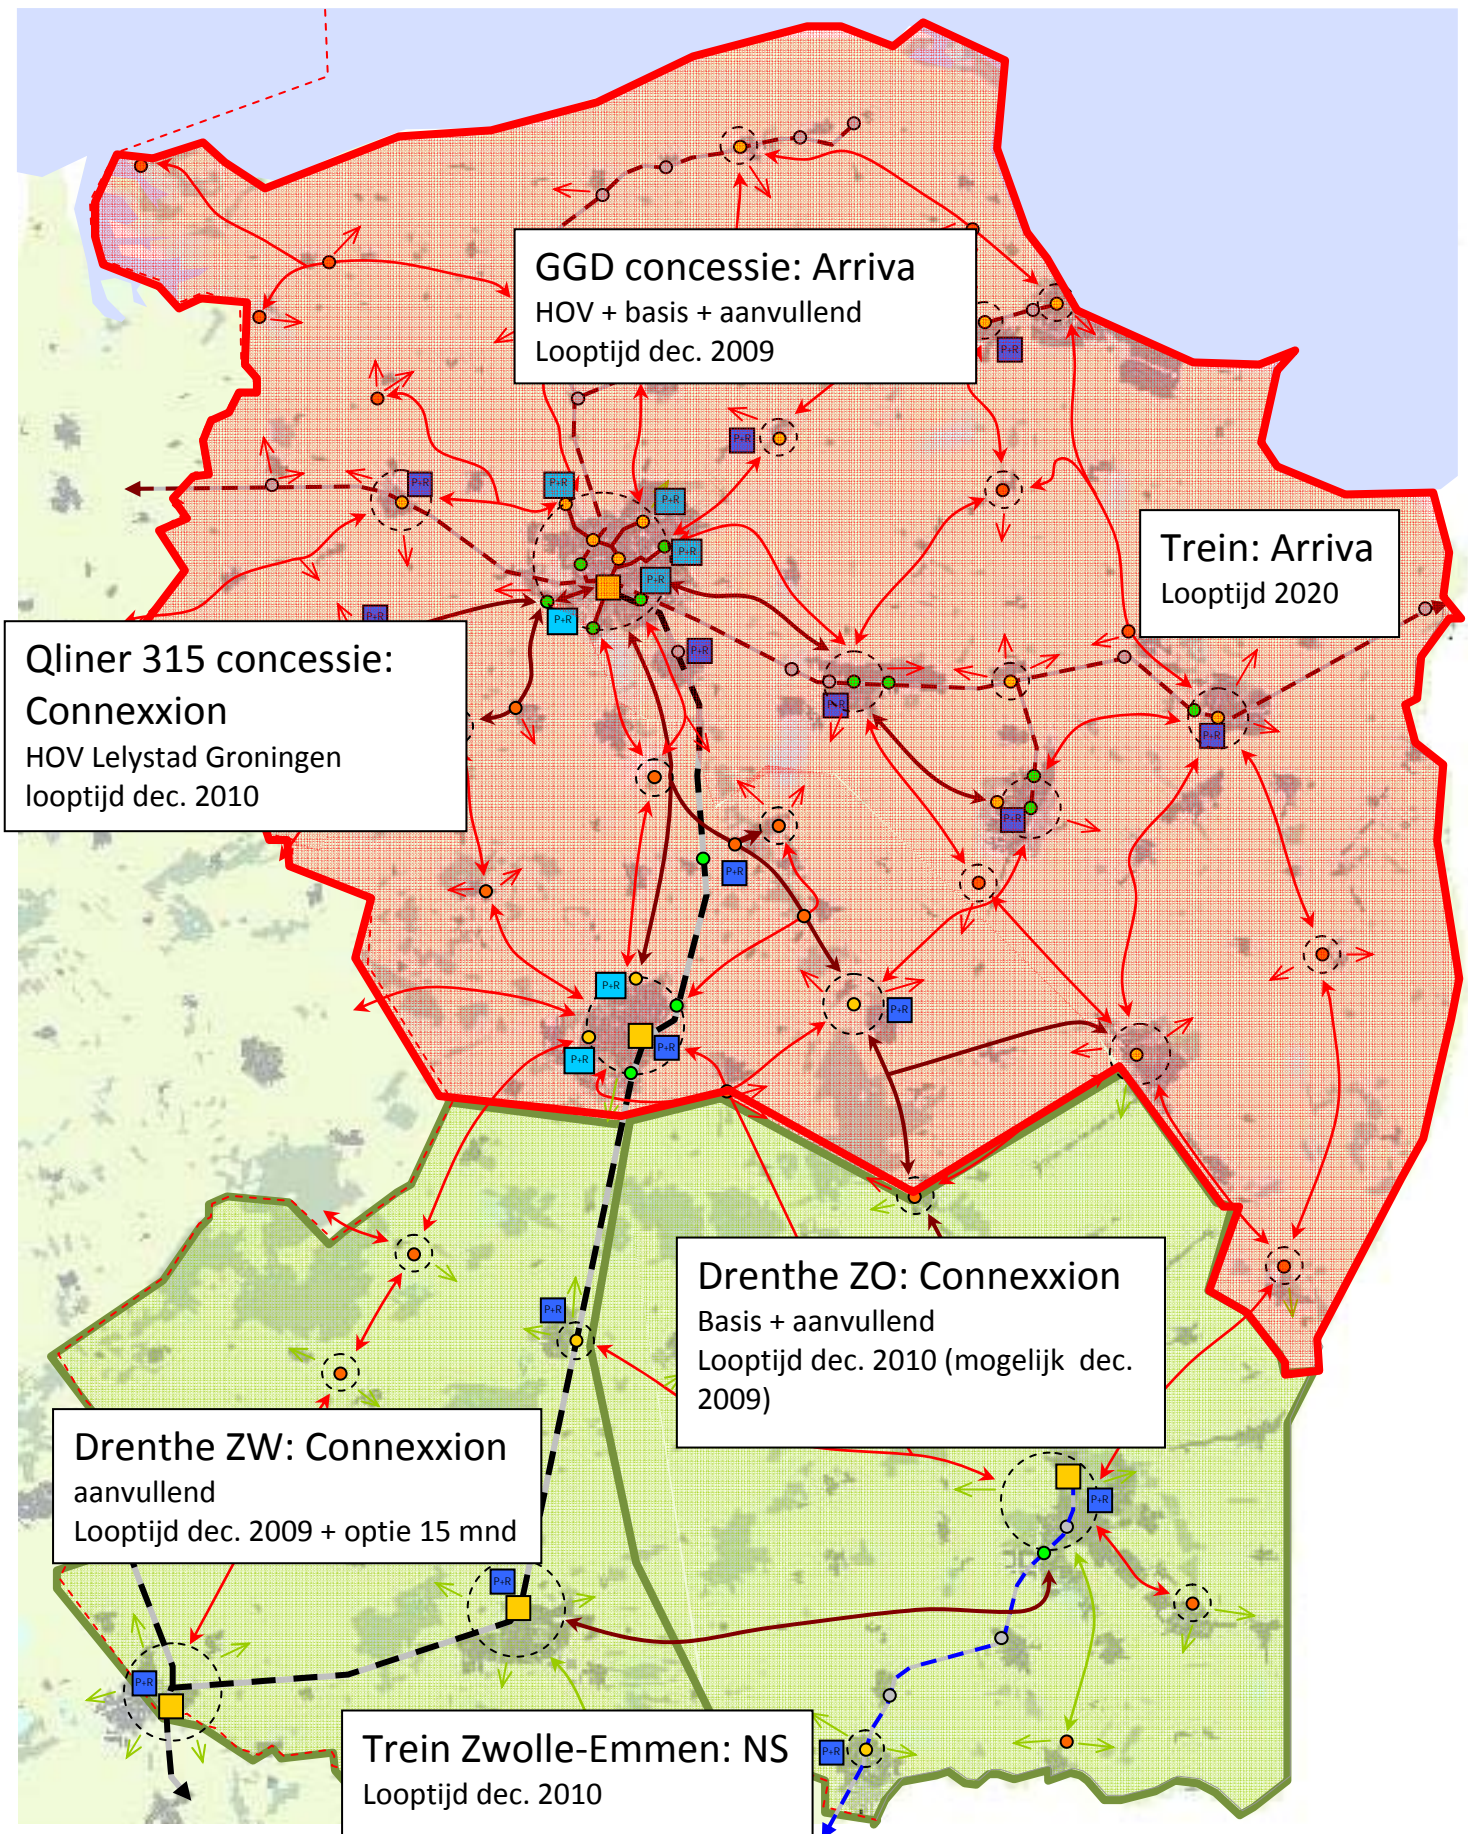 GGD concessie: Arriva
HOV + basis + aanvullend
Looptijd dec. 2009
P+R
P+R
P+R
P+R
P+R
P+R
Trein: Arriva
Looptijd 2020
P+R
P+R
P+R
P+R
Qliner 315 concessie:
Connexxion
HOV Lelystad Groningen
looptijd dec. 2010
P+R
P+R
P+R
P+R
P+R
P+R
P+R
P+R
Drenthe ZO: Connexxion
Basis + aanvullend
Looptijd dec. 2010 (mogelijk dec.
2009)
P+R
Drenthe ZW: Connexxion
aanvullend
Looptijd dec. 2009 + optie 15 mnd
P+R
P+R
P+R
Trein Zwolle-Emmen: NS
Looptijd dec. 2010
P+R